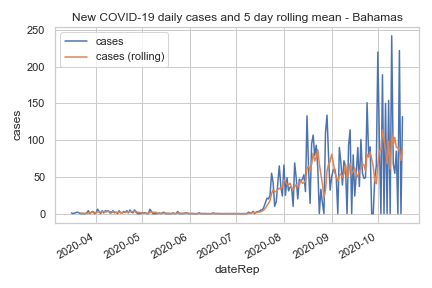 New COVID-19 daily cases and 5 day rolling mean - Bahamas
cases
cases (rolling)
250
200
150
100
50
0
cases
2020-04
2020-05
2020-06
2020-07
2020-08
2020-09
2020-10
dateRep